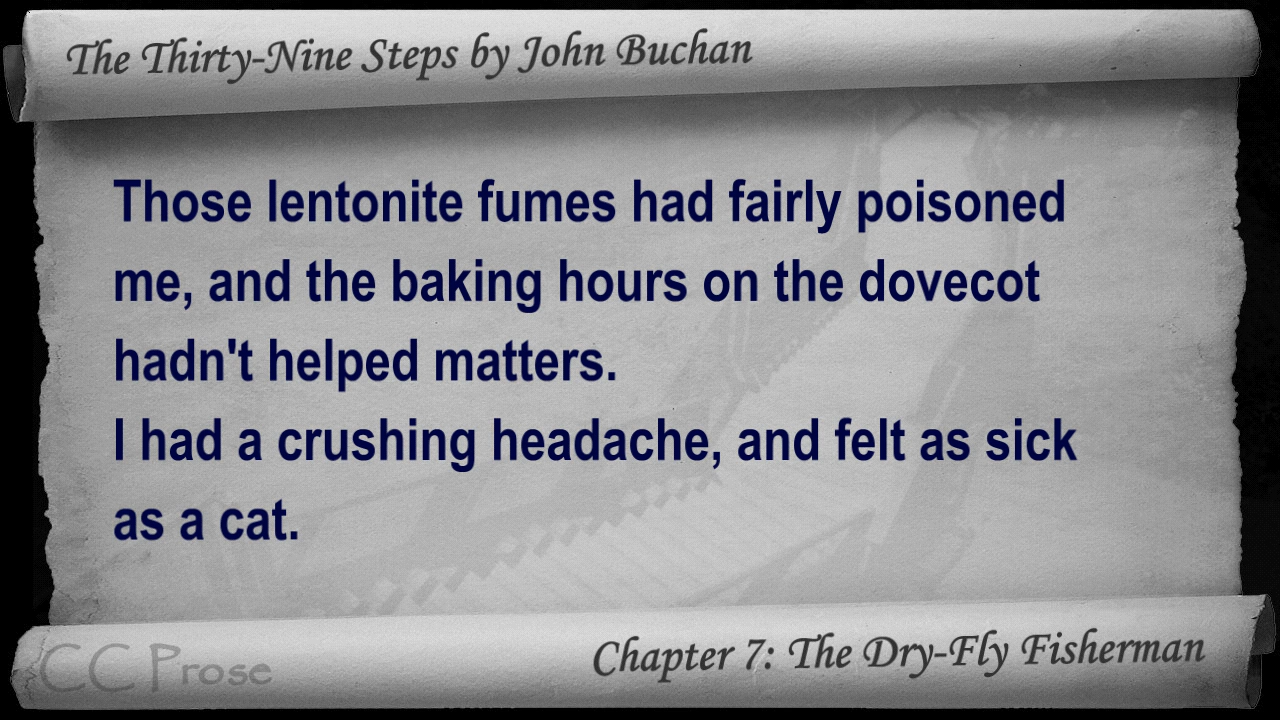 The Thirty-Nine Steps by John Buchan
Those lentonite fumes had fairly poisoned
me, and the baking hours on the dovecot
hadn't helped matters.
I had a crushing headache, and felt as sick
as a cat.
CC Prose
Chapter 7: The Dry-Fly Fisherman